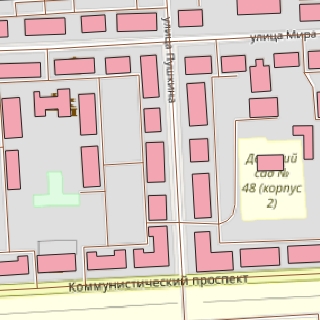 улица Мира
улица Пушкина
Детский
сад №
48 (корпус
2)
Коммунистический проспект